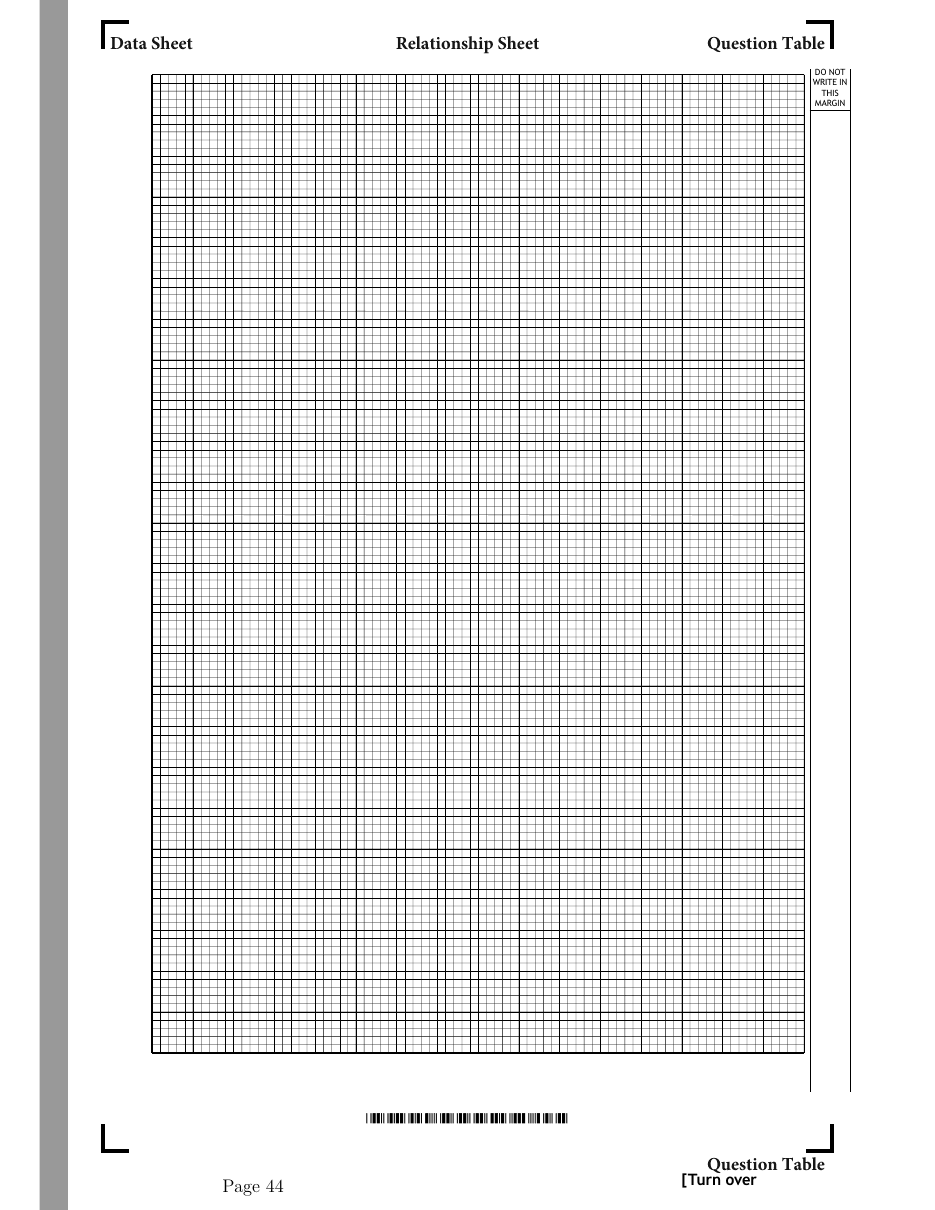 Data Sheet Relationship Sheet Question Table
DO NOT
WRITE IN
THIS
MARGIN
Question Table
[Turn over
Page 44